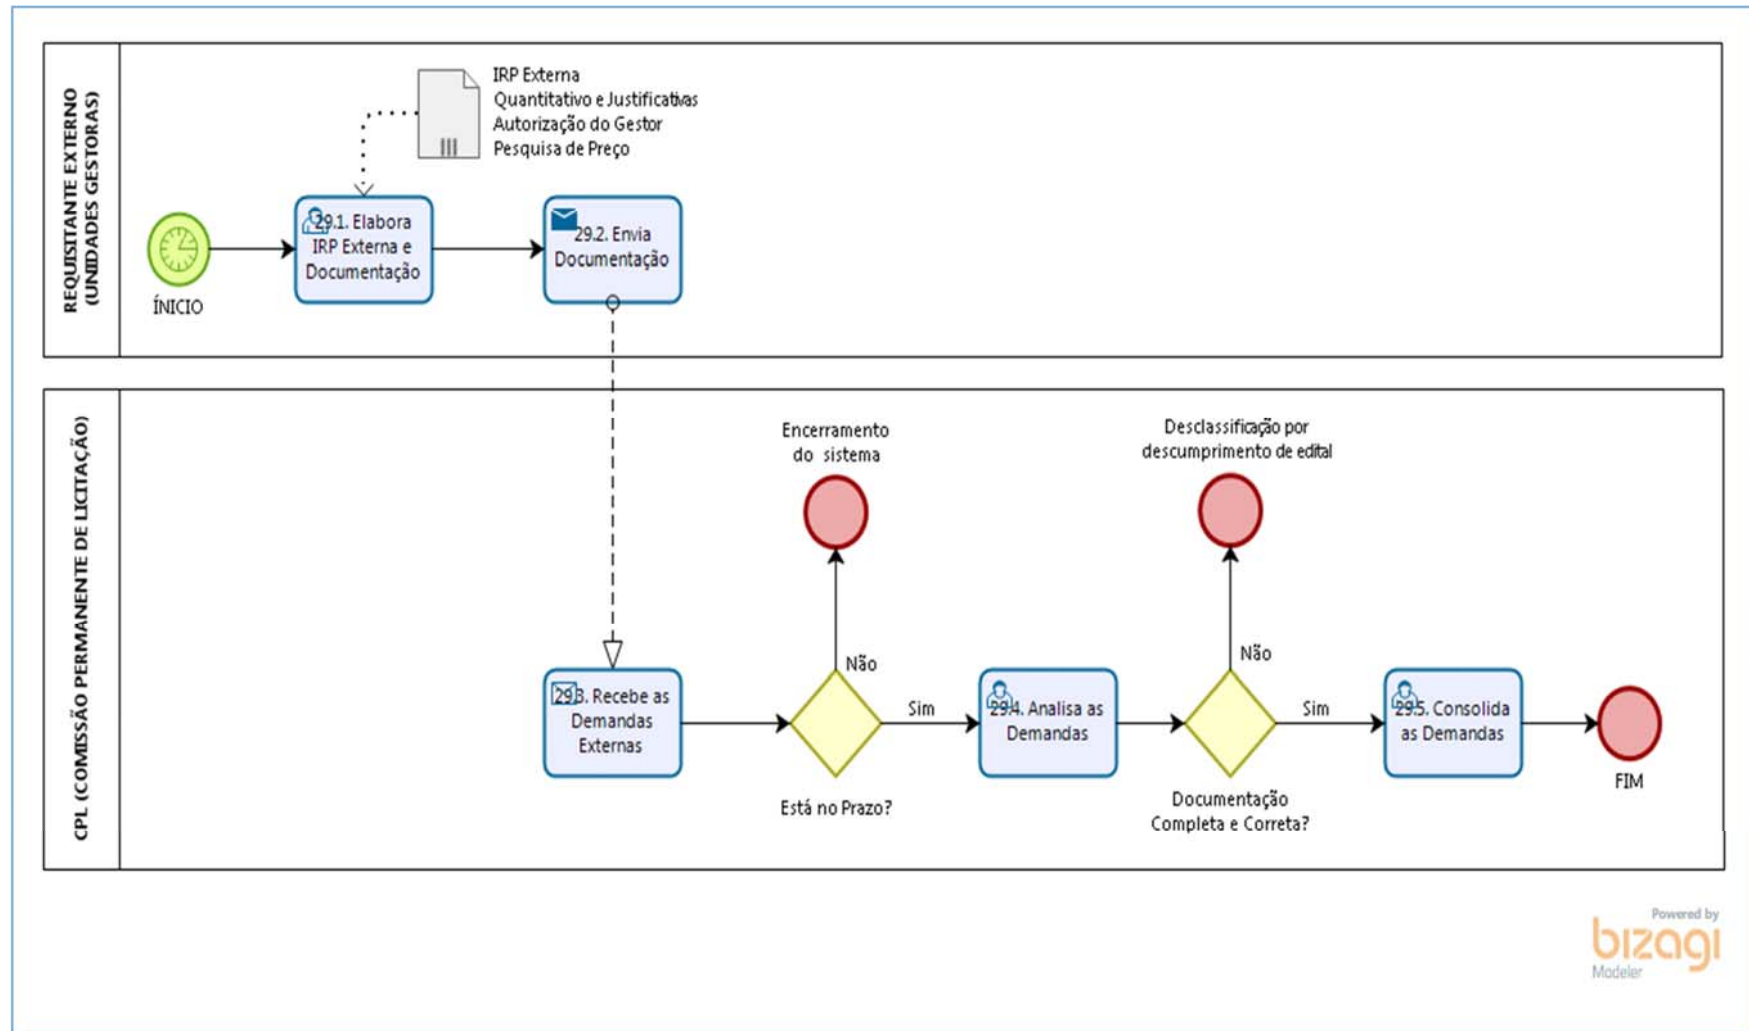 REQUISITANTE EXTERNO
(UNIDADES GESTORAS)
IRP Externa
Quantitativo e Justificativas
Autorização do Gestor
Pesquisa de Preço
ÍNICIO
29.1. Elabora
IRP Externa e
Documentação
29.2. Envia
Documentação
CPL (COMISSÃO PERMANENTE DE LICITAÇÃO)
29.3. Recebe as
Demandas
Externas
Encerramento
do sistema
Não
Sim
Está no Prazo?
29.4. Analisa as
Demandas
Desclassificação por
descumprimento de edital
Não
Sim
Documentação
Completa e Correta?
29.5. Consolida
as Demandas
FIM
Powered by
bizagi
Modeler